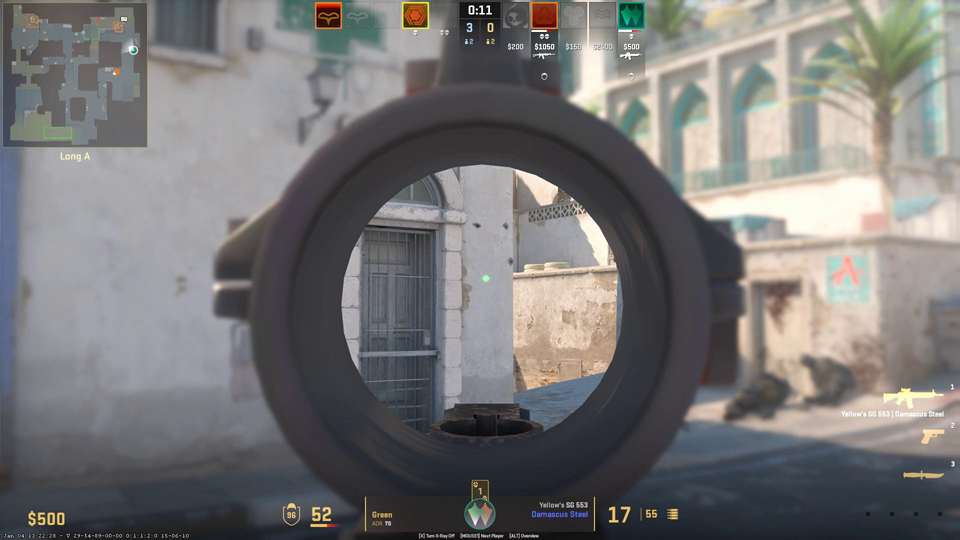 0:11
3 0
2 2
$200 $1050 $150 $500
Long A
A
1
Yellow's SG 553 | Damascus Steel
2
3
$500
96 52
Green
ADR 70
1
Yellow's SG 553
Damascus Steel
17 | 55
[X] Turn X-Ray Off [MOUSE1] Next Player [ALT] Overview